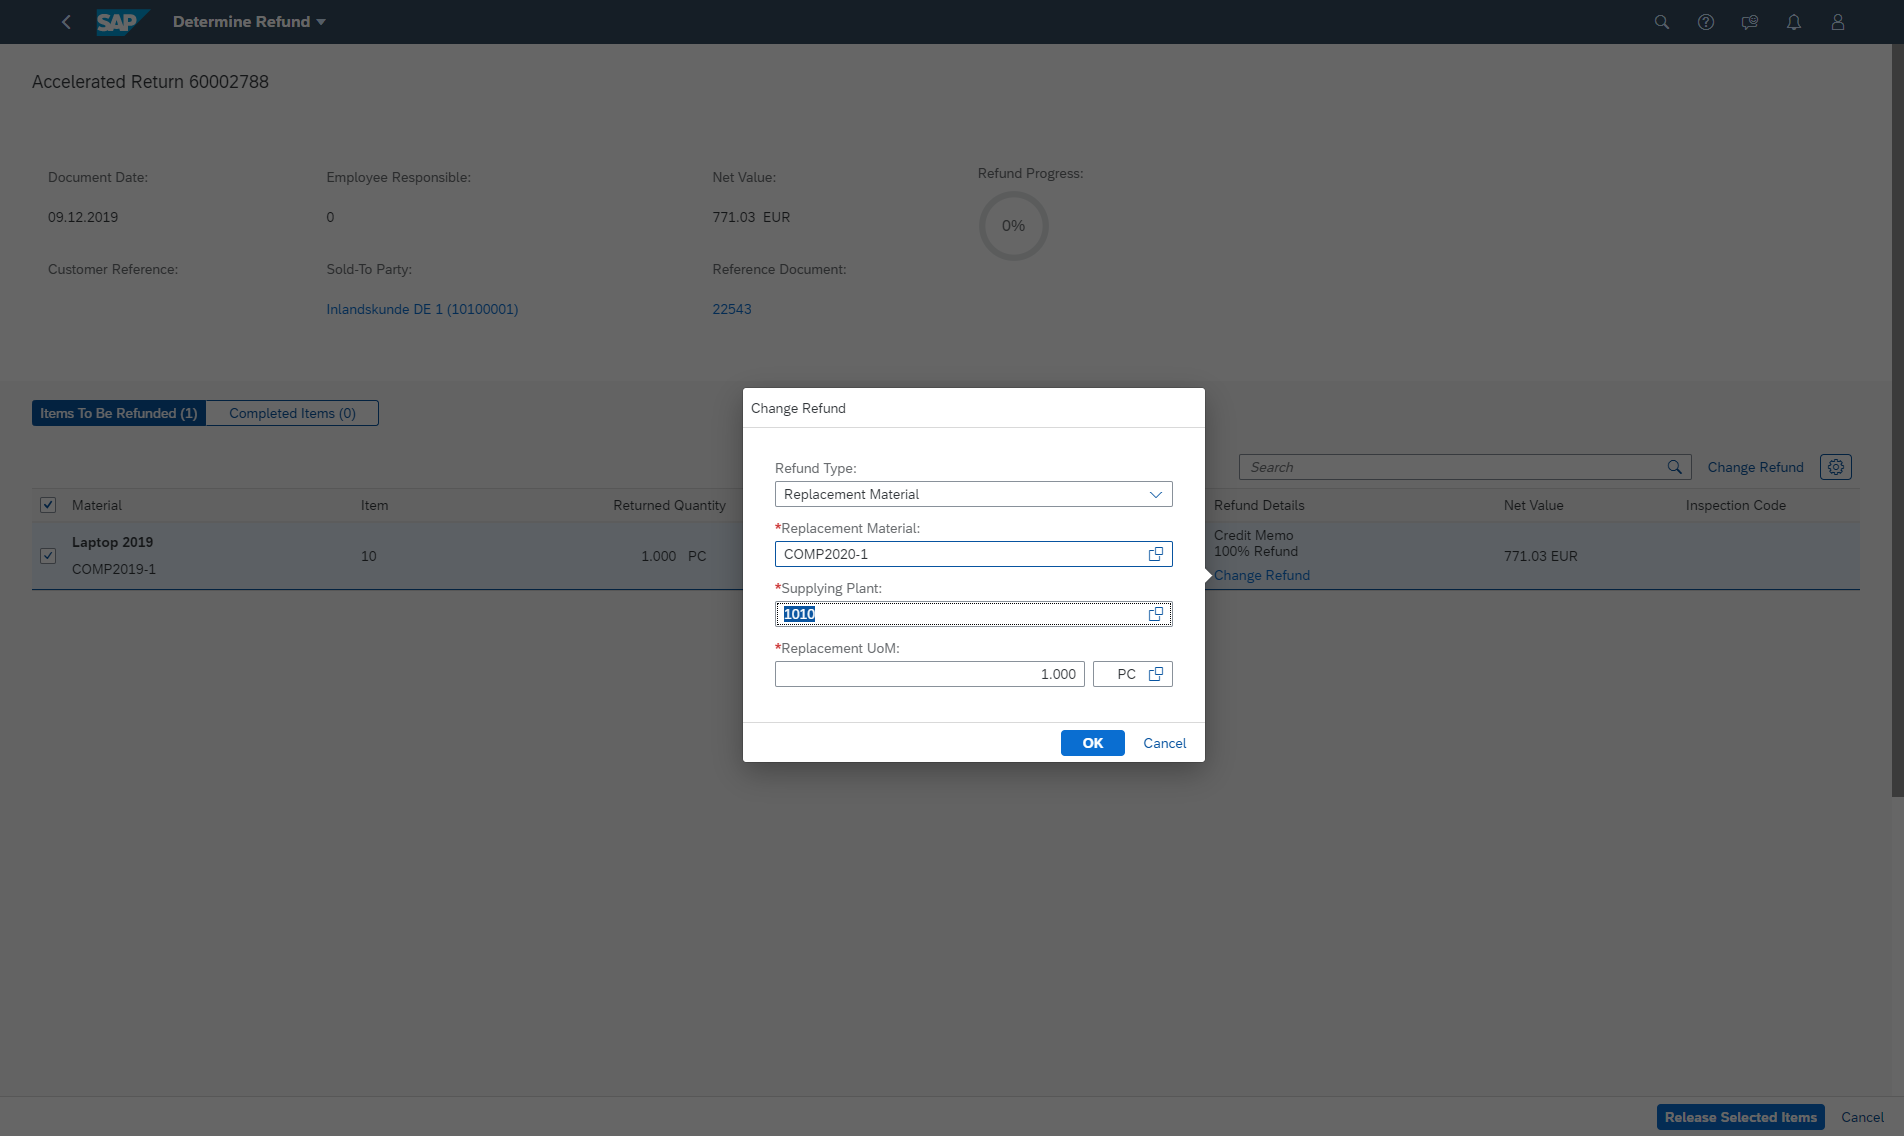 SAP Determine Refund
Accelerated Return 60002788
Document Date: Employee Responsible: Net Value: Refund Progress:
09.12.2019 0 771.03 EUR 0%
Customer Reference: Sold-To Party: Reference Document:
Inlandskunde DE 1 (10100001) 22543
Items To Be Refunded (1) Completed Items (0)
Search Change Refund
Material Item Returned Quantity Refund Details Net Value Inspection Code
Laptop 2019
COMP2019-1
10 1.000 PC
Credit Memo
100% Refund
Change Refund
771.03 EUR
Change Refund
Refund Type:
Replacement Material
*Replacement Material:
COMP2020-1
*Supplying Plant:
1010
*Replacement UoM:
1.000 PC
OK Cancel
Release Selected Items Cancel